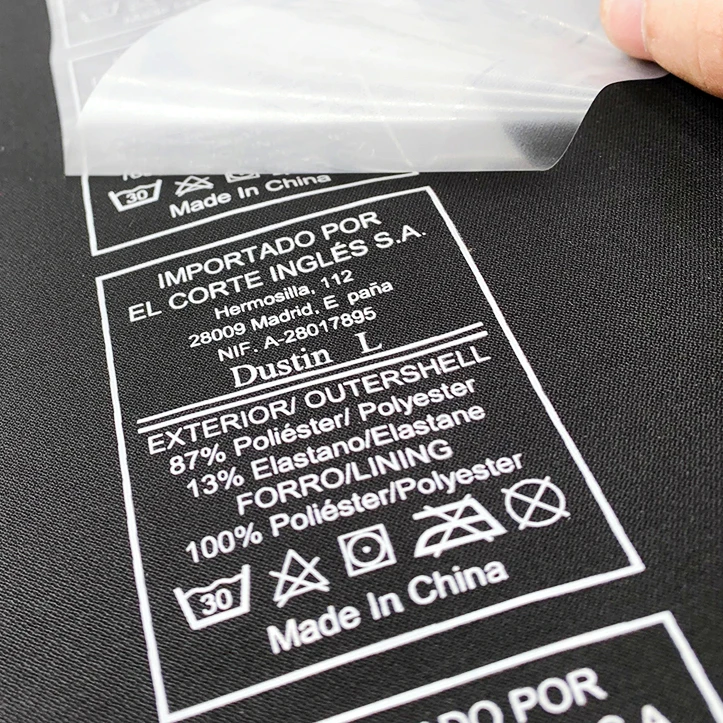 30
Made In China
IMPORTADO POR
EL CORTE INGLÉS S.A.
Hermosilla, 112
28009 Madrid, E paña
NIF. A-28017895
Dustin L
EXTERIOR/ OUTERSHELL
87% Poliéster/ Polyester
13% Elastano/Elastane
FORRO/LINING
100% Poliéster/Polyester
30
Made In China
DO POR